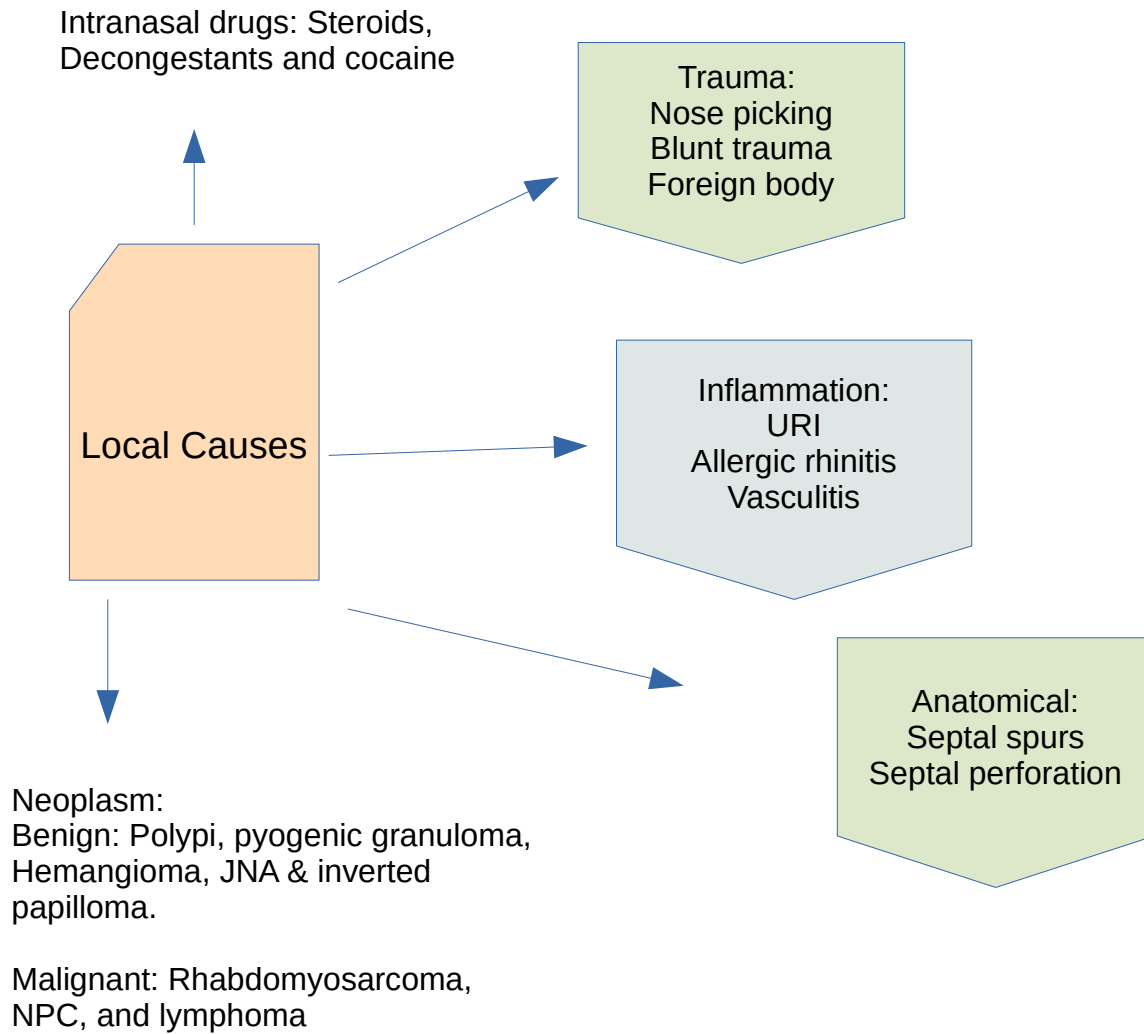 Intranasal drugs: Steroids,
Decongestants and cocaine
Trauma:
Nose picking
Blunt trauma
Foreign body
Local Causes
Inflammation:
URI
Allergic rhinitis
Vasculitis
Anatomical:
Septal spurs
Septal perforation
Neoplasm:
Benign: Polypi, pyogenic granuloma,
Hemangioma, JNA & inverted
papilloma.
Malignant: Rhabdomyosarcoma,
NPC, and lymphoma